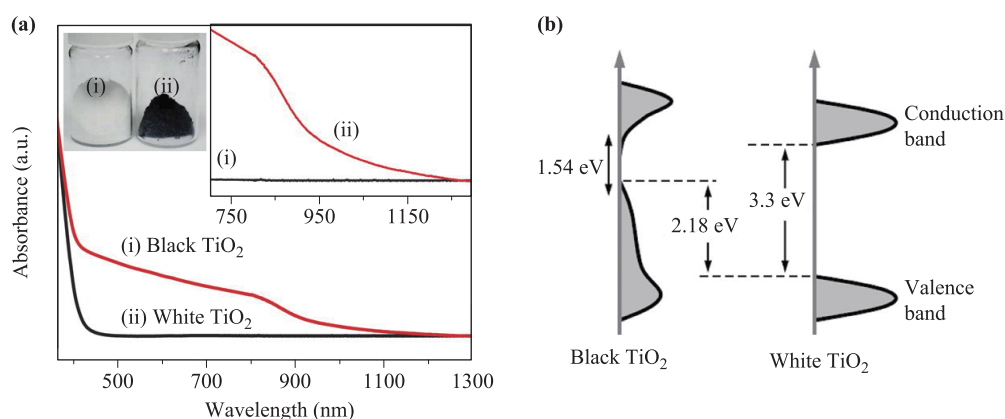 (a)
(i)
(ii)
Absorbance (a.u.)
(i)
(ii)
750 950 1150
(i) Black TiO2
(ii) White TiO2
500 700 900 1100 1300
Wavelength (nm)
(b)
1.54 eV
2.18 eV
3.3 eV
Conduction
band
Valence
band
Black TiO2
White TiO2